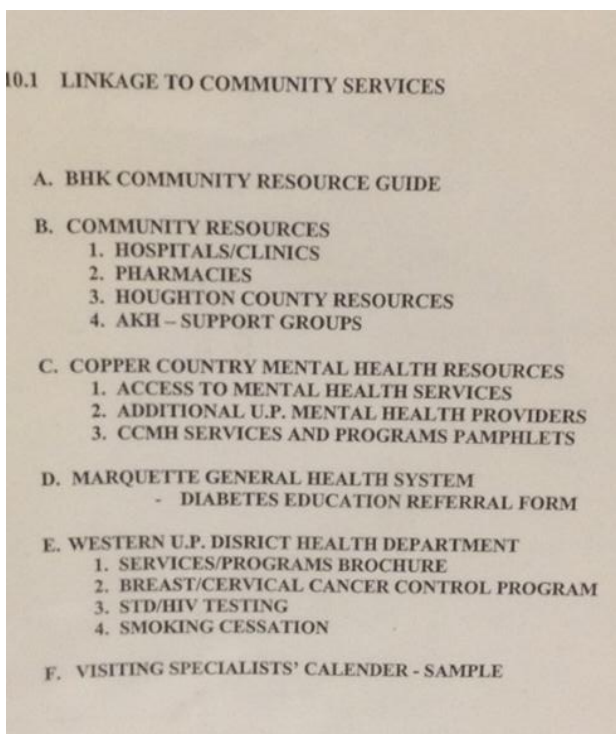 10.1 LINKAGE TO COMMUNITY SERVICES
A. BHK COMMUNITY RESOURCE GUIDE
B. COMMUNITY RESOURCES
1. HOSPITALS/CLINICS
2. PHARMACIES
3. HOUGHTON COUNTY RESOURCES
4. AKH – SUPPORT GROUPS
C. COPPER COUNTRY MENTAL HEALTH RESOURCES
1. ACCESS TO MENTAL HEALTH SERVICES
2. ADDITIONAL U.P. MENTAL HEALTH PROVIDERS
3. CCMH SERVICES AND PROGRAMS PAMPHLETS
D. MARQUETTE GENERAL HEALTH SYSTEM
- DIABETES EDUCATION REFERRAL FORM
E. WESTERN U.P. DISRICT HEALTH DEPARTMENT
1. SERVICES/PROGRAMS BROCHURE
2. BREAST/CERVICAL CANCER CONTROL PROGRAM
3. STD/HIV TESTING
4. SMOKING CESSATION
F. VISITING SPECIALISTS’ CALENDER - SAMPLE